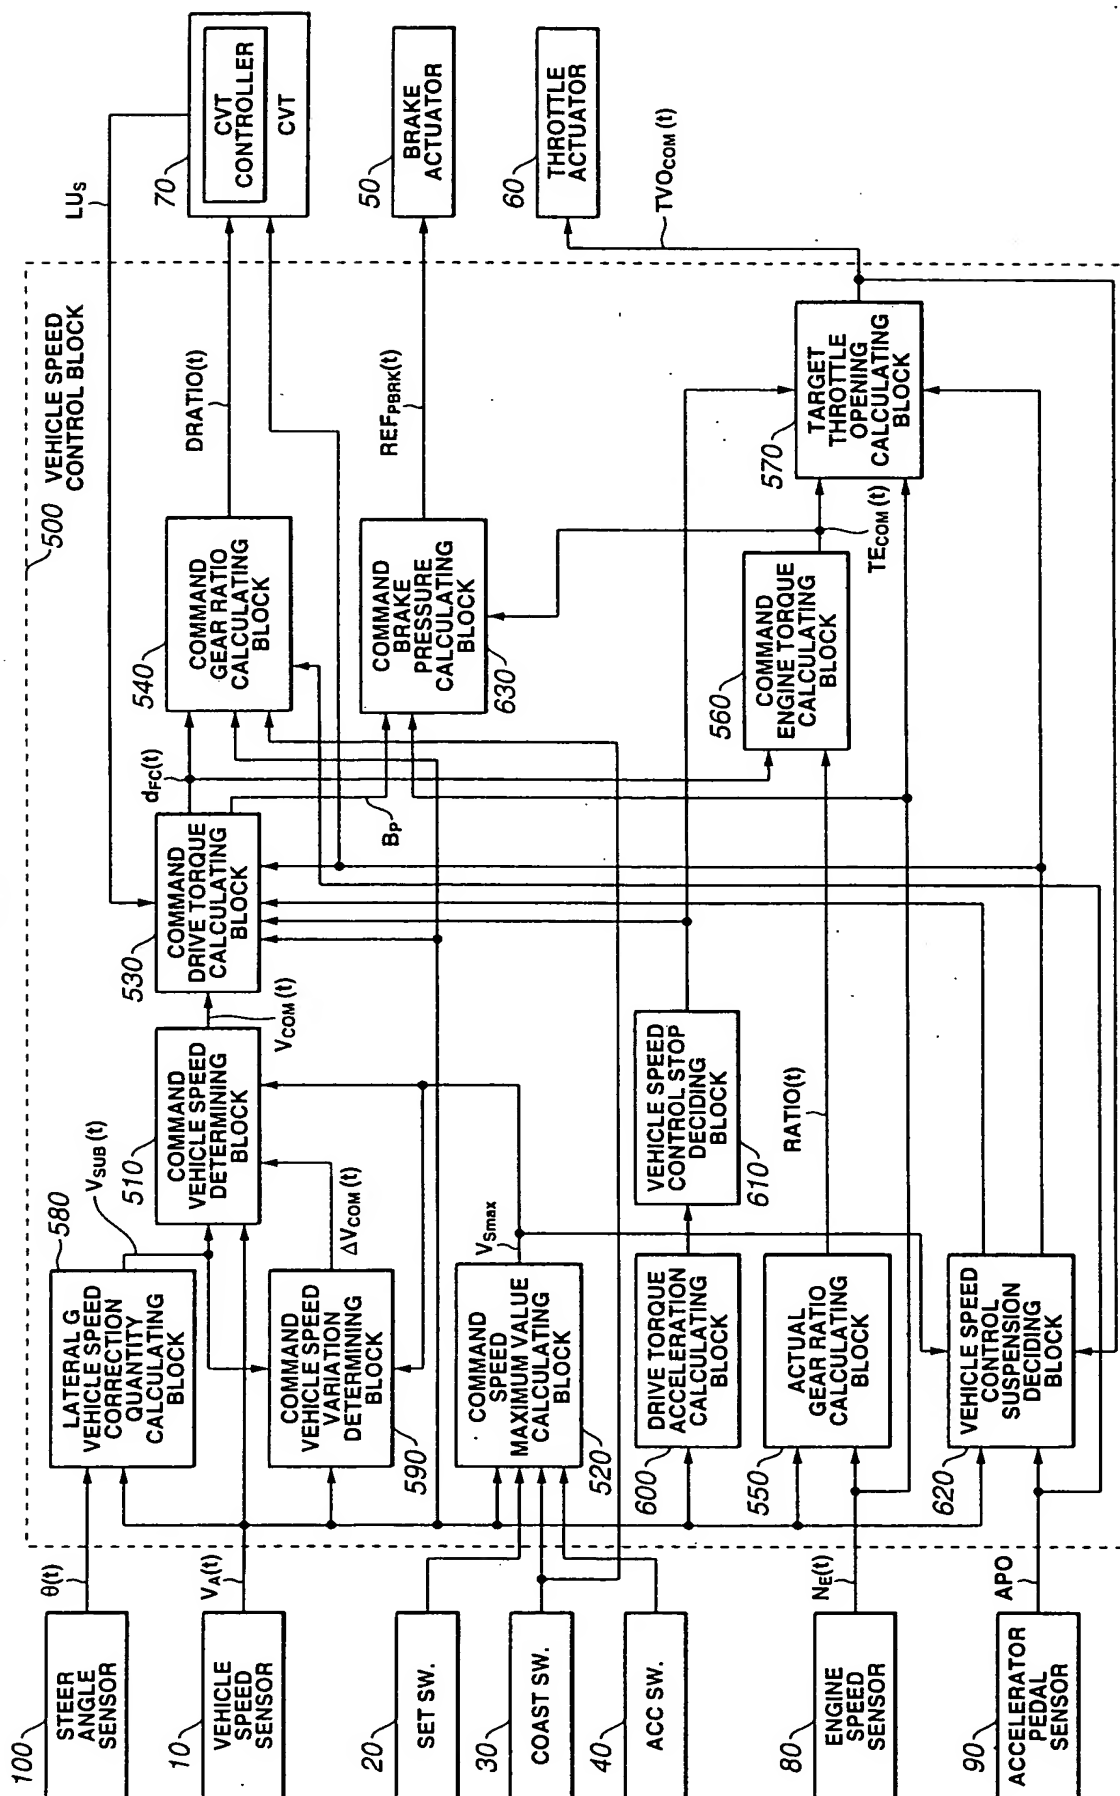 100
STEER
ANGLE
SENSOR
θ(t)
10
VEHICLE
SPEED
SENSOR
VA(t)
20
SET SW.
30
COAST SW.
40
ACC SW.
80
ENGINE
SPEED
SENSOR
NE(t)
90
ACCELERATOR
PEDAL
SENSOR
APO
500
VEHICLE SPEED
CONTROL BLOCK
580
LATERAL G
VEHICLE SPEED
CORRECTION
QUANTITY
CALCULATING
BLOCK
VSUB(t)
590
COMMAND
VEHICLE SPEED
VARIATION
DETERMINING
BLOCK
ΔVCOM(t)
520
COMMAND
SPEED
MAXIMUM VALUE
CALCULATING
BLOCK
VSmax
600
DRIVE TORQUE
ACCELERATION
CALCULATING
BLOCK
550
ACTUAL
GEAR RATIO
CALCULATING
BLOCK
RATIO(t)
620
VEHICLE SPEED
CONTROL
SUSPENSION
DECIDING
BLOCK
510
COMMAND
VEHICLE SPEED
DETERMINING
BLOCK
VCOM(t)
610
VEHICLE SPEED
CONTROL STOP
DECIDING
BLOCK
530
COMMAND
DRIVE TORQUE
CALCULATING
BLOCK
dFC(t)
BP
540
COMMAND
GEAR RATIO
CALCULATING
BLOCK
DRATIO(t)
630
COMMAND
BRAKE
PRESSURE
CALCULATING
BLOCK
REFPBRK(t)
560
COMMAND
ENGINE TORQUE
CALCULATING
BLOCK
TECOM(t)
570
TARGET
THROTTLE
OPENING
CALCULATING
BLOCK
TVOCOM(t)
LUS
70
CVT
CONTROLLER
CVT
50
BRAKE
ACTUATOR
60
THROTTLE
ACTUATOR